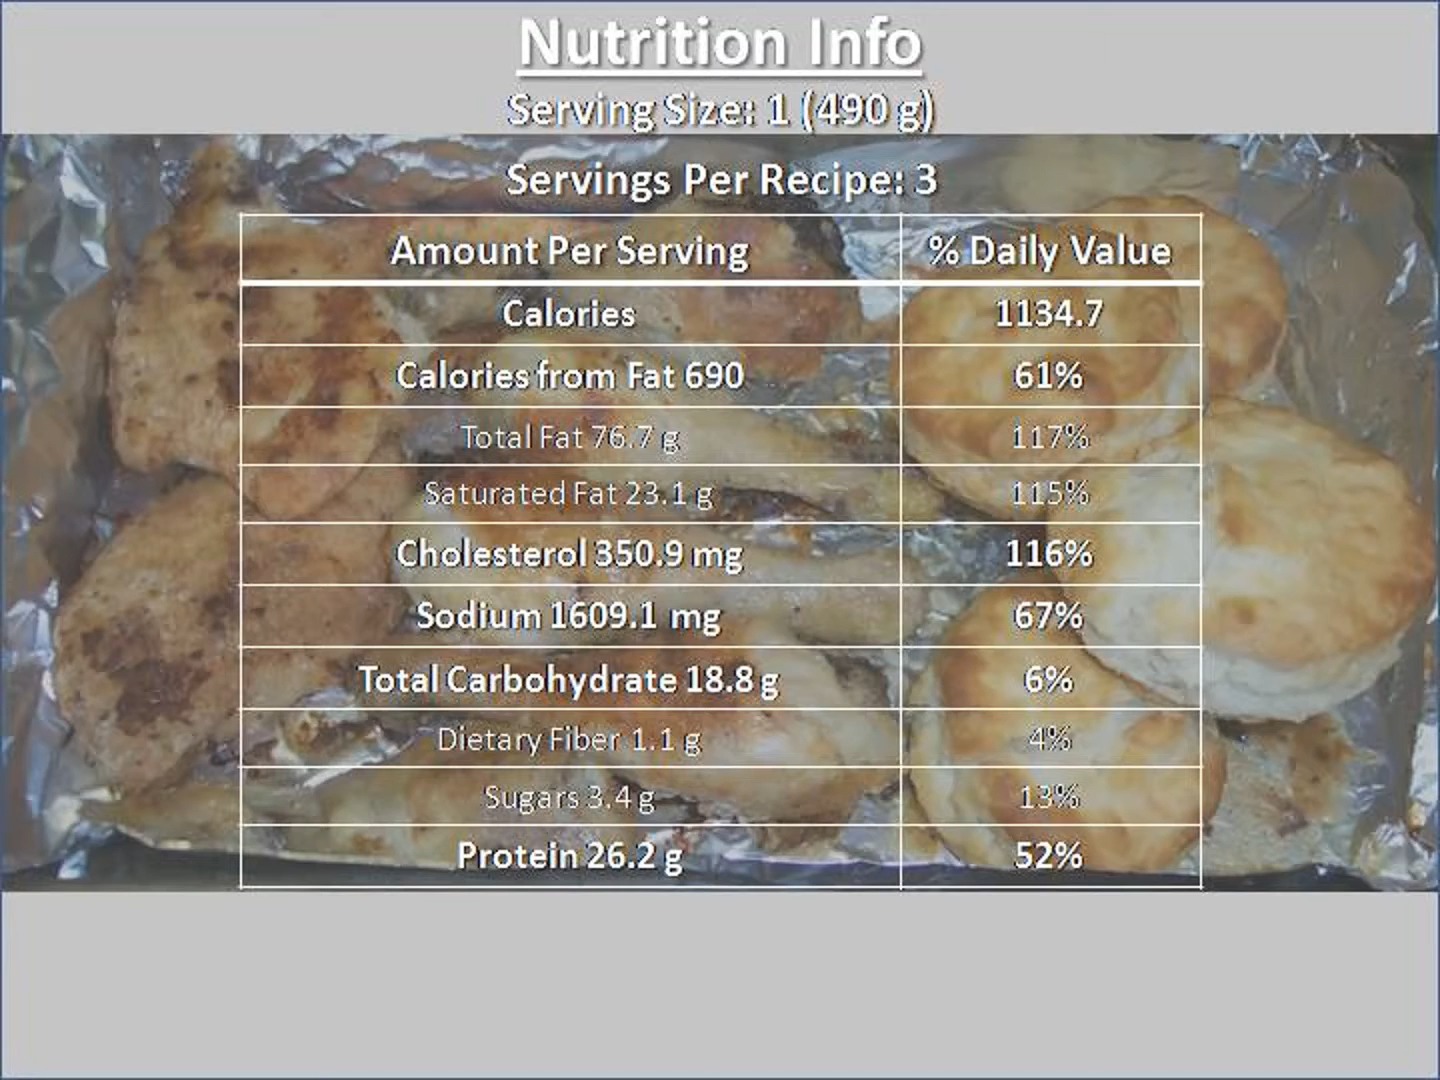 Nutrition Info
Serving Size: 1 (490 g)
Servings Per Recipe: 3
Amount Per Serving % Daily Value
Calories 1134.7
Calories from Fat 690 61%
Total Fat 76.7 g 117%
Saturated Fat 23.1 g 115%
Cholesterol 350.9 mg 116%
Sodium 1609.1 mg 67%
Total Carbohydrate 18.8 g 6%
Dietary Fiber 1.1 g 4%
Sugars 3.4 g 13%
Protein 26.2 g 52%